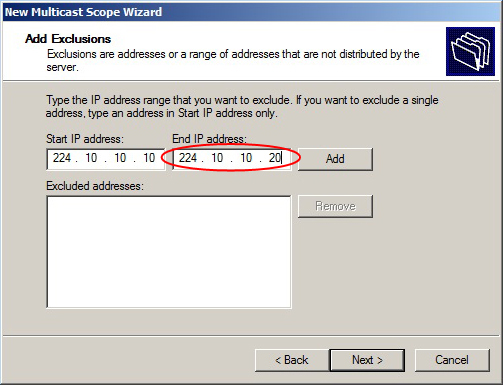 New Multicast Scope Wizard
Add Exclusions
Exclusions are addresses or a range of addresses that are not distributed by the
server.
Type the IP address range that you want to exclude. If you want to exclude a single
address, type an address in Start IP address only.
Start IP address: End IP address:
224 . 10 . 10 . 10 224 . 10 . 10 . 20 Add
Excluded addresses:
Remove
< Back Next > Cancel